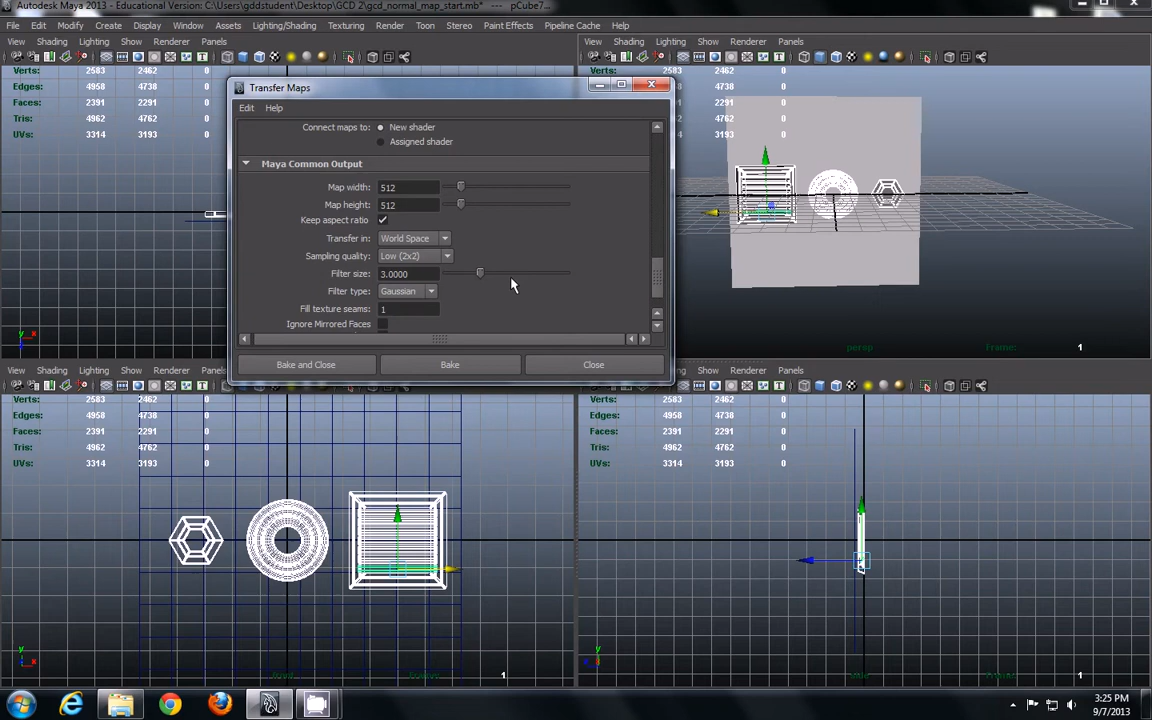 Autodesk Maya 2013 - Educational Version: C:\Users\gddstudent\Desktop\GCD 2\gcd_normal_map_start.mb* --- pCube7...
File Edit Modify Create Display Window Assets Lighting/Shading Texturing Render Toon Stereo Paint Effects Pipeline Cache Help
View Shading Lighting Show Renderer Panels
View Shading Lighting Show Renderer Panels
Verts: 2583 2462 0
Edges: 4958 4738 0
Faces: 2391 2291 0
Tris: 4962 4762 0
UVs: 3314 3193 0
Verts: 2583 2462 0
Edges: 4958 4738 0
Faces: 2391 2291 0
Tris: 4962 4762 0
UVs: 3314 3193 0
Transfer Maps
Edit Help
Connect maps to: New shader
Assigned shader
Maya Common Output
Map width: 512
Map height: 512
Keep aspect ratio
Transfer in: World Space
Sampling quality: Low (2x2)
Filter size: 3.0000
Filter type: Gaussian
Fill texture seams: 1
Ignore Mirrored Faces
Bake and Close Bake Close
persp Frame: 1
View Shading Lighting Show Renderer Panels
Show Renderer Panels
Verts: 2583 2462 0
Edges: 4958 4738 0
Faces: 2391 2291 0
Tris: 4962 4762 0
UVs: 3314 3193 0
Verts: 2583 2462 0
Edges: 4958 4738 0
Faces: 2391 2291 0
Tris: 4962 4762 0
UVs: 3314 3193 0
1
1
3:25 PM
9/7/2013